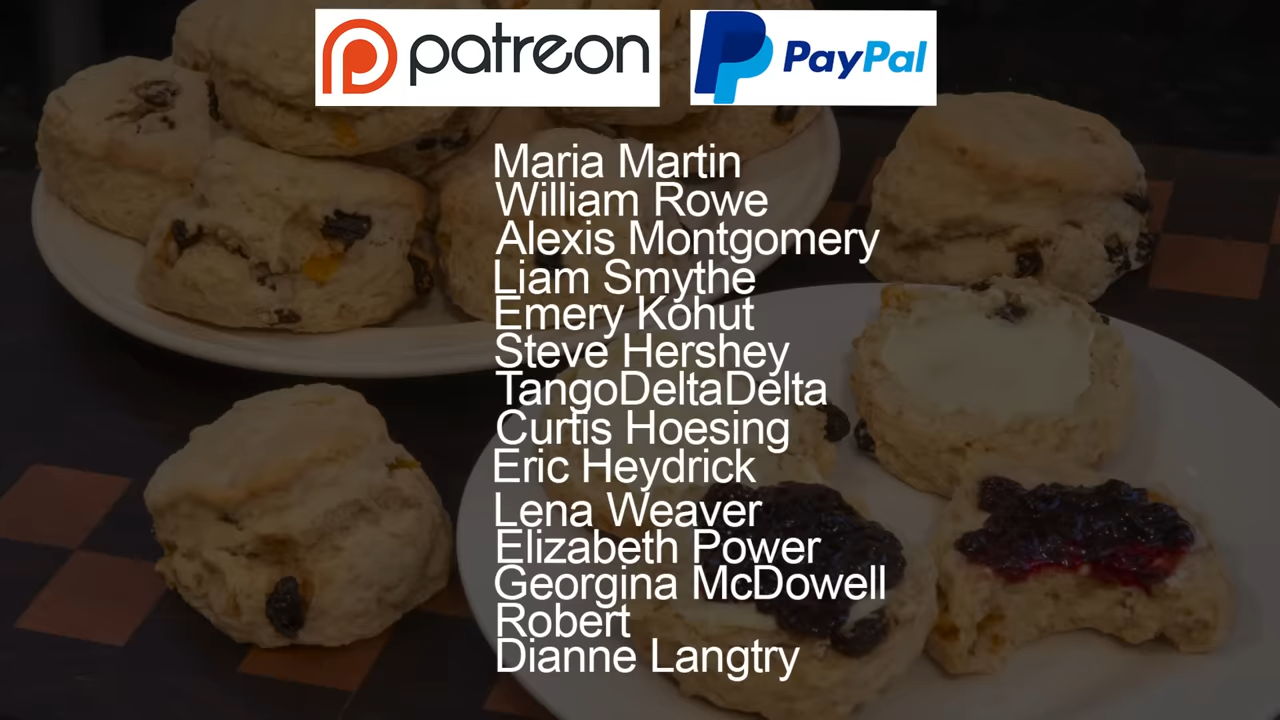 patreon
PayPal
Maria Martin
William Rowe
Alexis Montgomery
Liam Smythe
Emery Kohut
Steve Hershey
TangoDeltaDelta
Curtis Hoesing
Eric Heydrick
Lena Weaver
Elizabeth Power
Georgina McDowell
Robert
Dianne Langtry